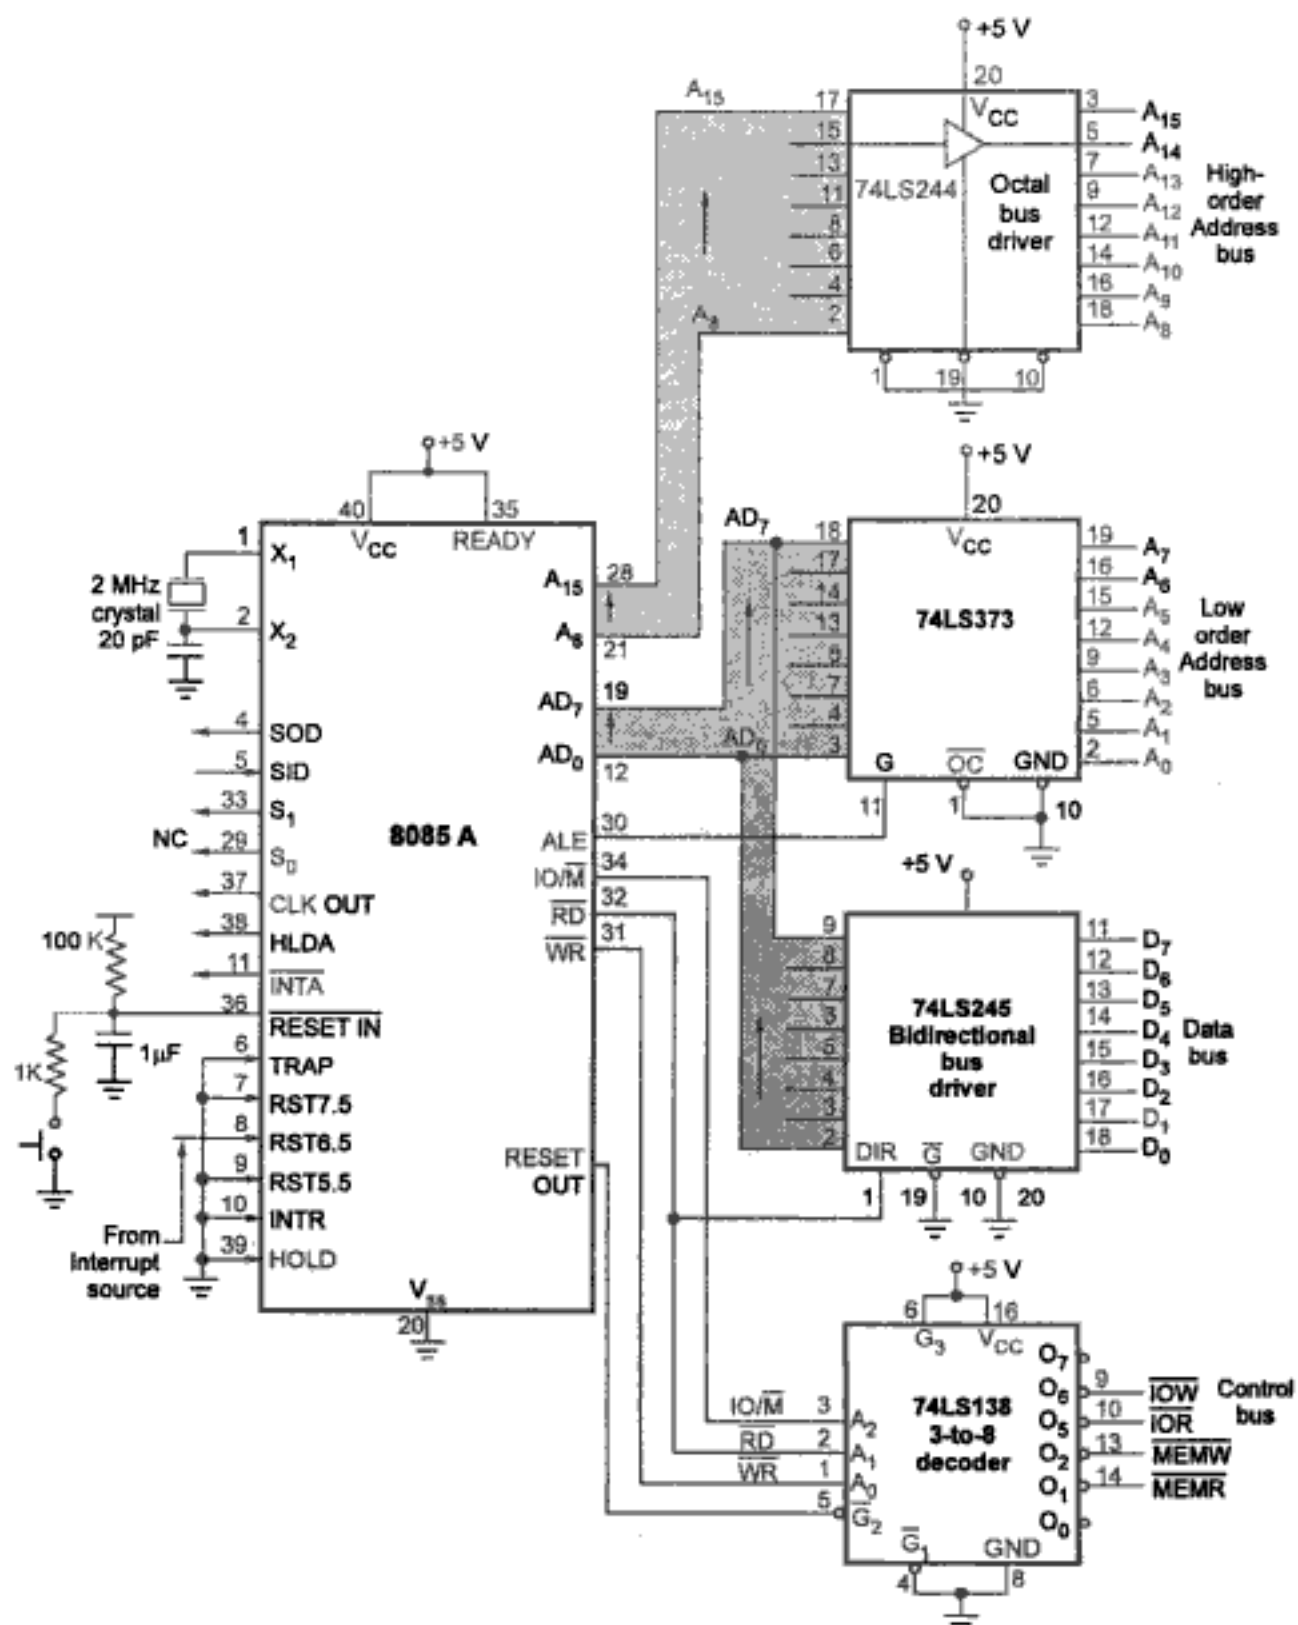 +5 V
20
VCC
A15
17
15
13
11
8
6
4
2
A8
74LS244
Octal
bus
driver
3 A15
5 A14
7 A13
9 A12
12 A11
14 A10
16 A9
18 A8
High-
order
Address
bus
1 19 10
+5 V
20
VCC
AD7
18
17
14
13
8
7
4
3
AD0
74LS373
19 A7
16 A6
15 A5
12 A4
9 A3
6 A2
5 A1
2 A0
Low
order
Address
bus
G OC GND
11 1 10
+5 V
40 35
VCC READY
1 X1
2 MHz
crystal
20 pF
2 X2
4 SOD
5 SID
33 S1
NC
29 S0
37 CLK OUT
38 HLDA
11 INTA
100 K
36 RESET IN
1μF
1K
6 TRAP
7 RST7.5
8 RST6.5
9 RST5.5
10 INTR
39 HOLD
From
Interrupt
source
8085 A
A15 28
A8 21
AD7 19
AD0 12
ALE 30
IO/M 34
RD 32
WR 31
RESET
OUT
Vss
20
+5 V
9
8
7
6
5
4
3
2
74LS245
Bidirectional
bus
driver
11 D7
12 D6
13 D5
14 D4
15 D3
16 D2
17 D1
18 D0
Data
bus
DIR G GND
1 19 10 20
+5 V
6 16
G3 VCC
74LS138
3-to-8
decoder
IO/M 3 A2
RD 2 A1
WR 1 A0
5 G2
O7
O6 9 IOW
O5 10 IOR
O2 13 MEMW
O1 14 MEMR
O0
Control
bus
G1 GND
4 8